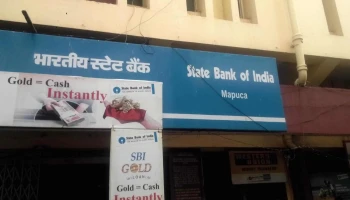 भारतीय स्टेट बैंक
State Bank of India
Mapuca
Gold = Cash
Instantly
State Bank of India
State Bank of India
SBI
GOLD
Gold = Cash
Instantly